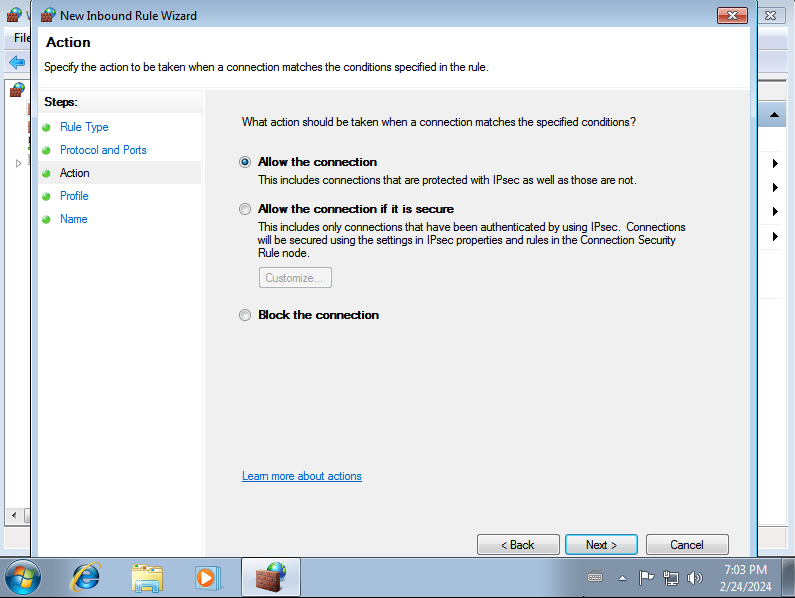 New Inbound Rule Wizard
File
Action
Specify the action to be taken when a connection matches the conditions specified in the rule.
Steps:
Rule Type
Protocol and Ports
Action
Profile
Name
What action should be taken when a connection matches the specified conditions?
Allow the connection
This includes connections that are protected with IPsec as well as those are not.
Allow the connection if it is secure
This includes only connections that have been authenticated by using IPsec. Connections
will be secured using the settings in IPsec properties and rules in the Connection Security
Rule node.
Customize...
Block the connection
Learn more about actions
< Back
Next >
Cancel
7:03 PM
2/24/2024